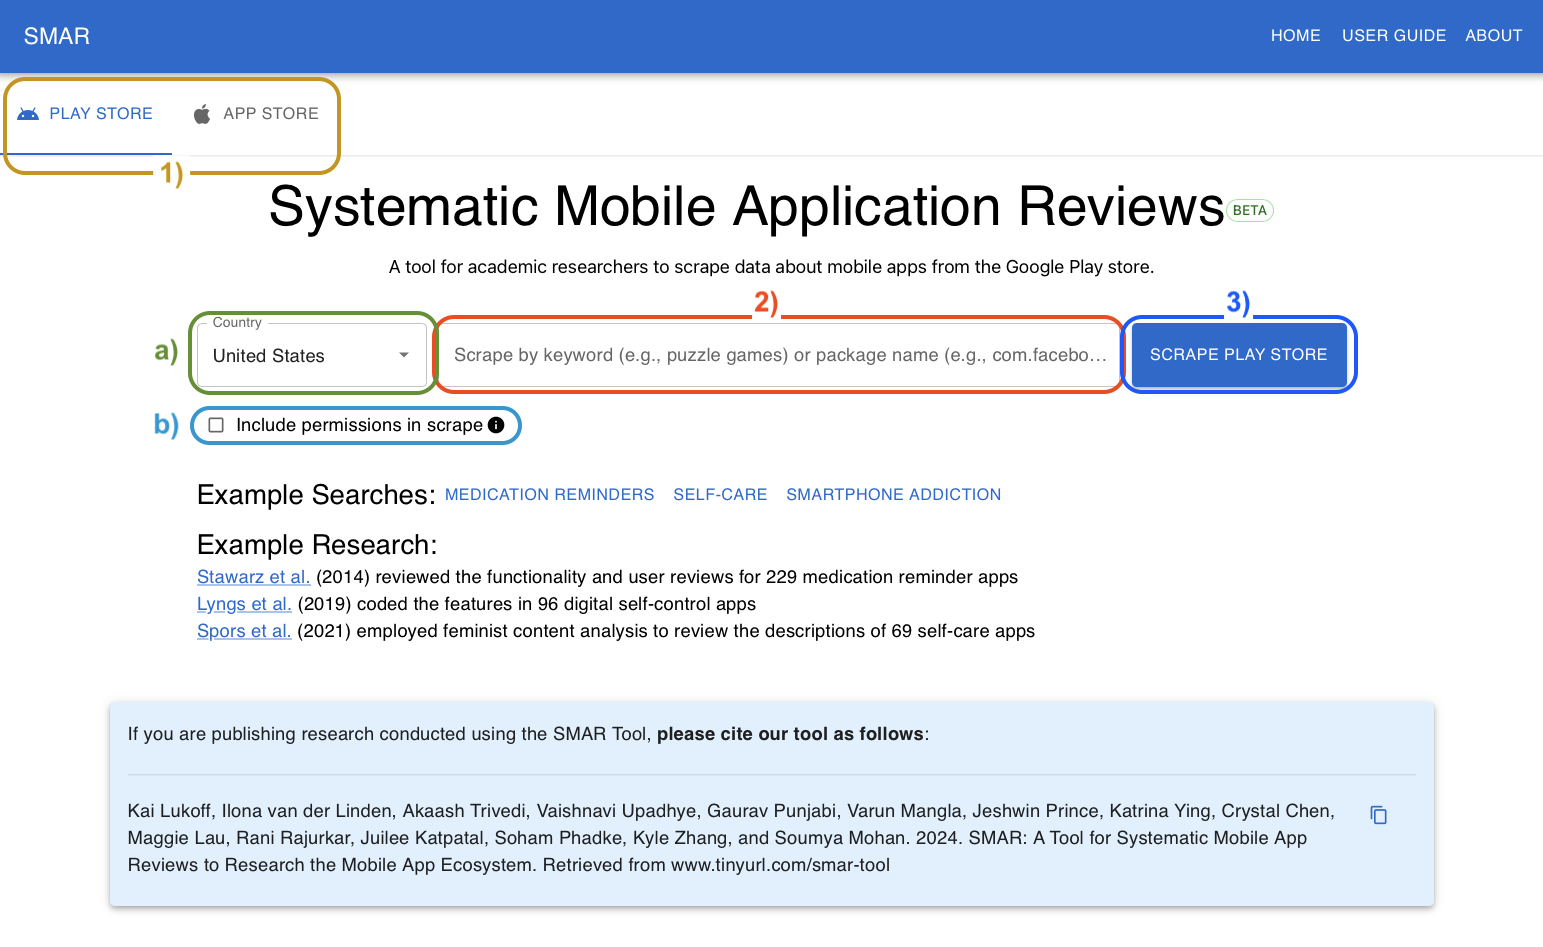 SMAR
HOME USER GUIDE ABOUT
PLAY STORE APP STORE
1)
Systematic Mobile Application Reviews BETA
A tool for academic researchers to scrape data about mobile apps from the Google Play store.
2) 3)
Country
a) United States Scrape by keyword (e.g., puzzle games) or package name (e.g., com.facebo... SCRAPE PLAY STORE
b) Include permissions in scrape
Example Searches: MEDICATION REMINDERS SELF-CARE SMARTPHONE ADDICTION
Example Research:
Stawarz et al. (2014) reviewed the functionality and user reviews for 229 medication reminder apps
Lyngs et al. (2019) coded the features in 96 digital self-control apps
Spors et al. (2021) employed feminist content analysis to review the descriptions of 69 self-care apps
If you are publishing research conducted using the SMAR Tool, please cite our tool as follows:
Kai Lukoff, Ilona van der Linden, Akaash Trivedi, Vaishnavi Upadhye, Gaurav Punjabi, Varun Mangla, Jeshwin Prince, Katrina Ying, Crystal Chen,
Maggie Lau, Rani Rajurkar, Juilee Katpatal, Soham Phadke, Kyle Zhang, and Soumya Mohan. 2024. SMAR: A Tool for Systematic Mobile App
Reviews to Research the Mobile App Ecosystem. Retrieved from www.tinyurl.com/smar-tool